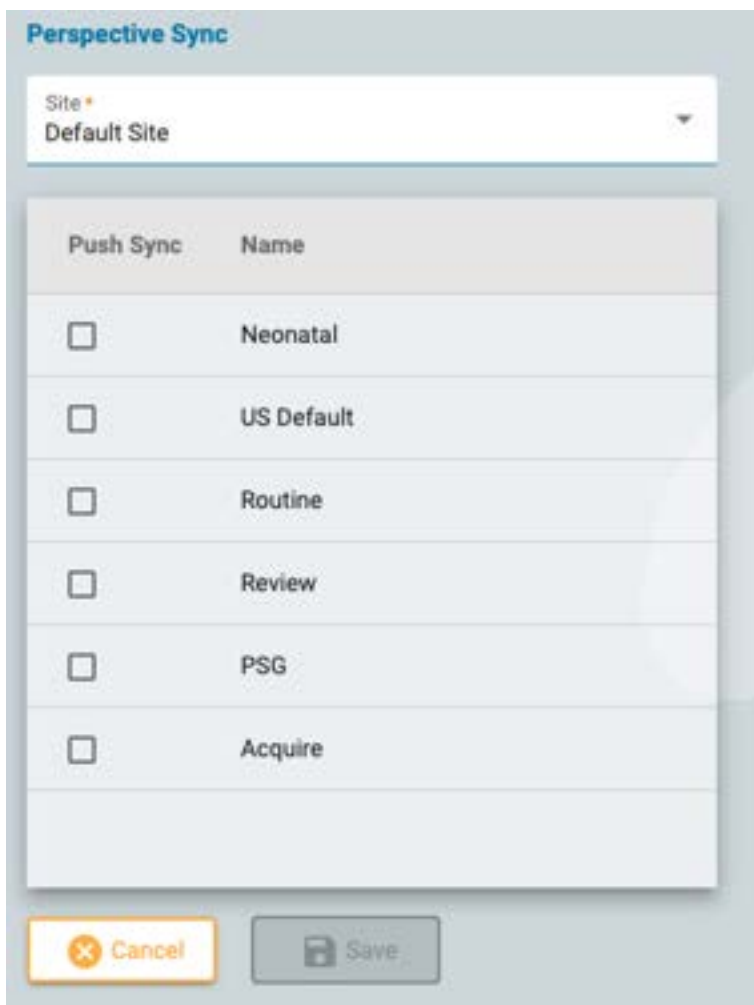 Perspective Sync
Site *
Default Site
Push Sync Name
Neonatal
US Default
Routine
Review
PSG
Acquire
Cancel Save